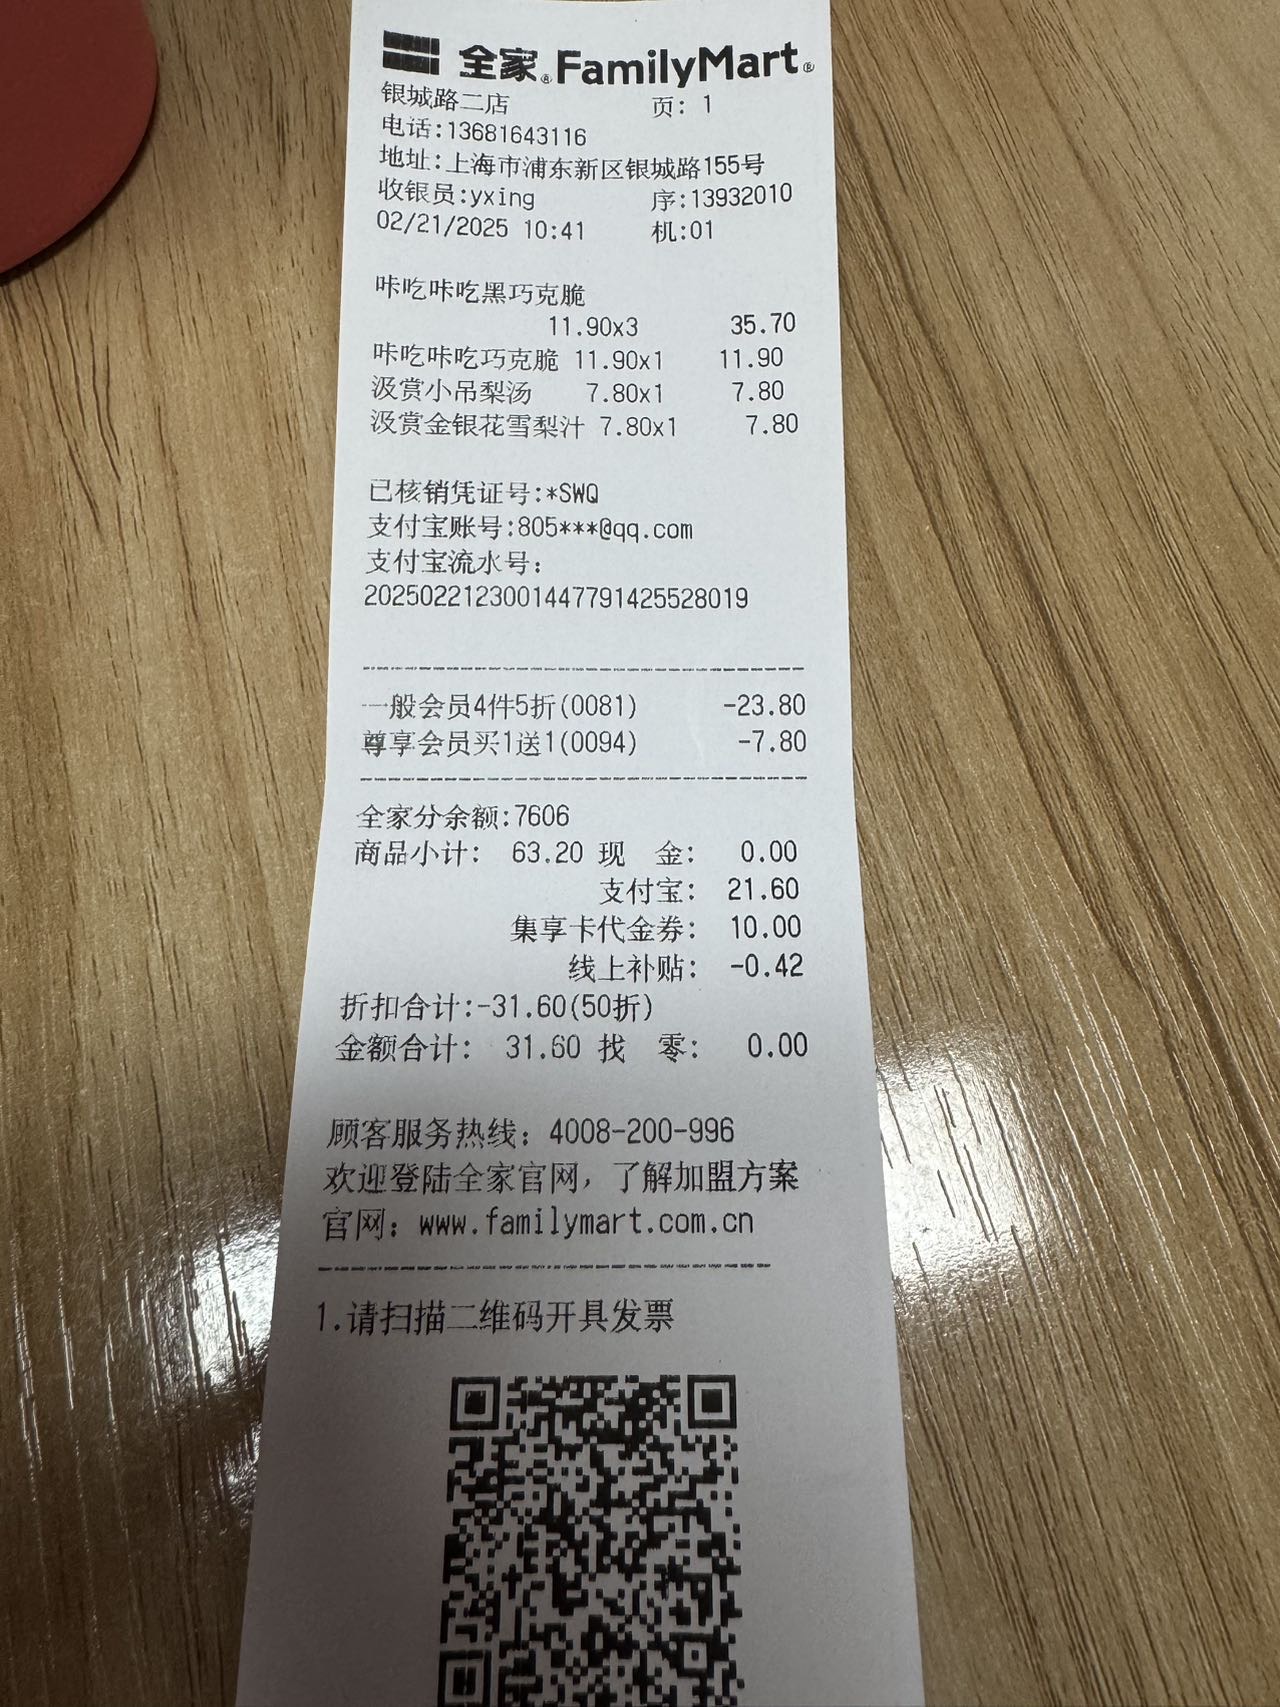 全家® FamilyMart®
银城路二店 页: 1
电话:13681643116
地址:上海市浦东新区银城路155号
收银员:yxing 序:13932010
02/21/2025 10:41 机:01
咔吃咔吃黑巧克脆
11.90x3 35.70
咔吃咔吃巧克脆 11.90x1 11.90
汲赏小吊梨汤 7.80x1 7.80
汲赏金银花雪梨汁 7.80x1 7.80
已核销凭证号:*SWQ
支付宝账号:805***@qq.com
支付宝流水号:
2025022123001447791425528019
一般会员4件5折(0081) -23.80
尊享会员买1送1(0094) -7.80
全家分余额:7606
商品小计: 63.20 现 金: 0.00
支付宝: 21.60
集享卡代金券: 10.00
线上补贴: -0.42
折扣合计:-31.60(50折)
金额合计: 31.60 找 零: 0.00
顾客服务热线: 4008-200-996
欢迎登陆全家官网, 了解加盟方案
官网: www.familymart.com.cn
1.请扫描二维码开具发票